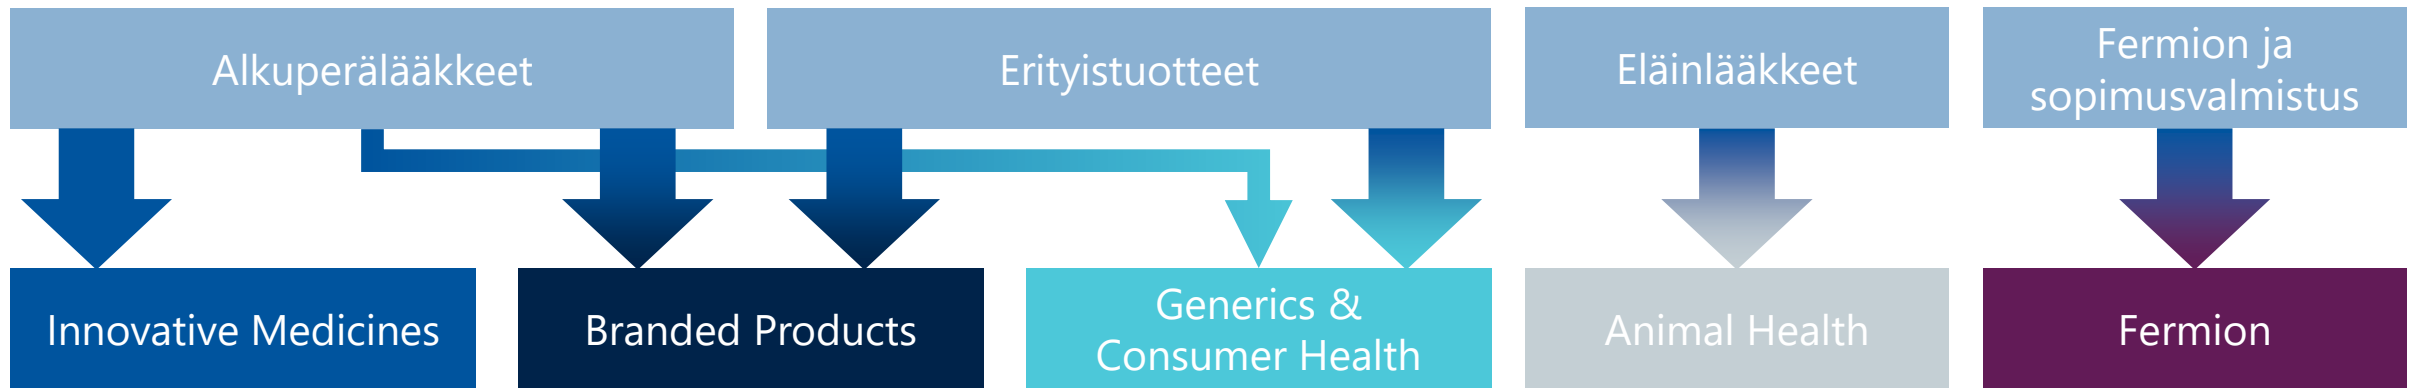 Alkuperälääkkeet
Erityistuotteet
Eläinlääkkeet
Fermion ja
sopimusvalmistus
Innovative Medicines
Branded Products
Generics &
Consumer Health
Animal Health
Fermion